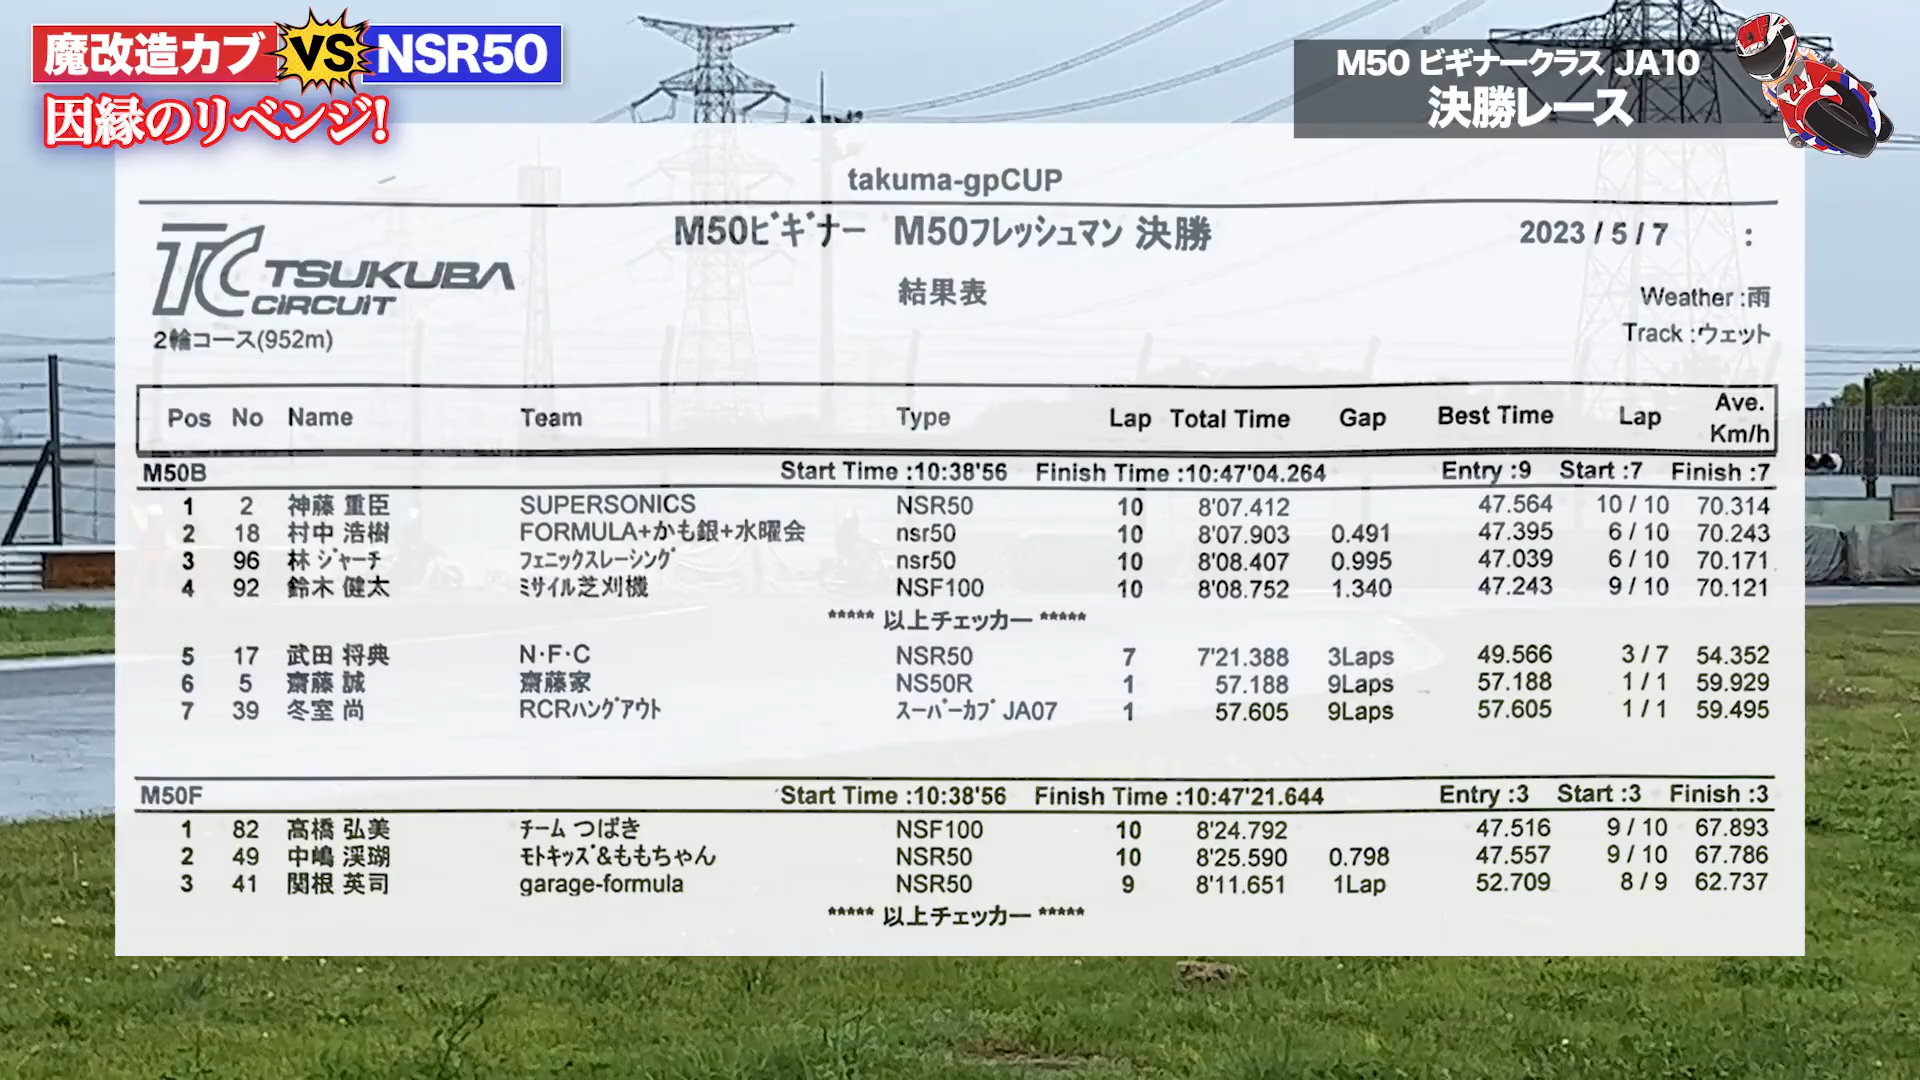 魔改造カブ VS NSR50
因縁のリベンジ!
M50 ビギナークラス JA10
決勝レース
takuma-gpCUP
M50ビギナー M50フレッシュマン 決勝
2023 / 5 / 7 :
TC TSUKUBA CIRCUIT
結果表
Weather :雨
2輪コース(952m)
Track :ウェット
Pos No Name Team Type Lap Total Time Gap Best Time Lap Ave. Km/h
M50B Start Time :10:38'56 Finish Time :10:47'04.264 Entry :9 Start :7 Finish :7
1 2 神藤 重臣 SUPERSONICS NSR50 10 8'07.412 47.564 10 / 10 70.314
2 18 村中 浩樹 FORMULA+かも銀+水曜会 nsr50 10 8'07.903 0.491 47.395 6 / 10 70.243
3 96 林 ジャーチ フェニックスレーシング nsr50 10 8'08.407 0.995 47.039 6 / 10 70.171
4 92 鈴木 健太 ミサイル芝刈機 NSF100 10 8'08.752 1.340 47.243 9 / 10 70.121
***** 以上チェッカー *****
5 17 武田 将典 N・F・C NSR50 7 7'21.388 3Laps 49.566 3 / 7 54.352
6 5 齋藤 誠 齋藤家 NS50R 1 57.188 9Laps 57.188 1 / 1 59.929
7 39 冬室 尚 RCRハングアウト スーパーカブ JA07 1 57.605 9Laps 57.605 1 / 1 59.495
M50F Start Time :10:38'56 Finish Time :10:47'21.644 Entry :3 Start :3 Finish :3
1 82 高橋 弘美 チーム つばき NSF100 10 8'24.792 47.516 9 / 10 67.893
2 49 中嶋 渓瑚 モトキッズ&ももちゃん NSR50 10 8'25.590 0.798 47.557 9 / 10 67.786
3 41 関根 英司 garage-formula NSR50 9 8'11.651 1Lap 52.709 8 / 9 62.737
***** 以上チェッカー *****